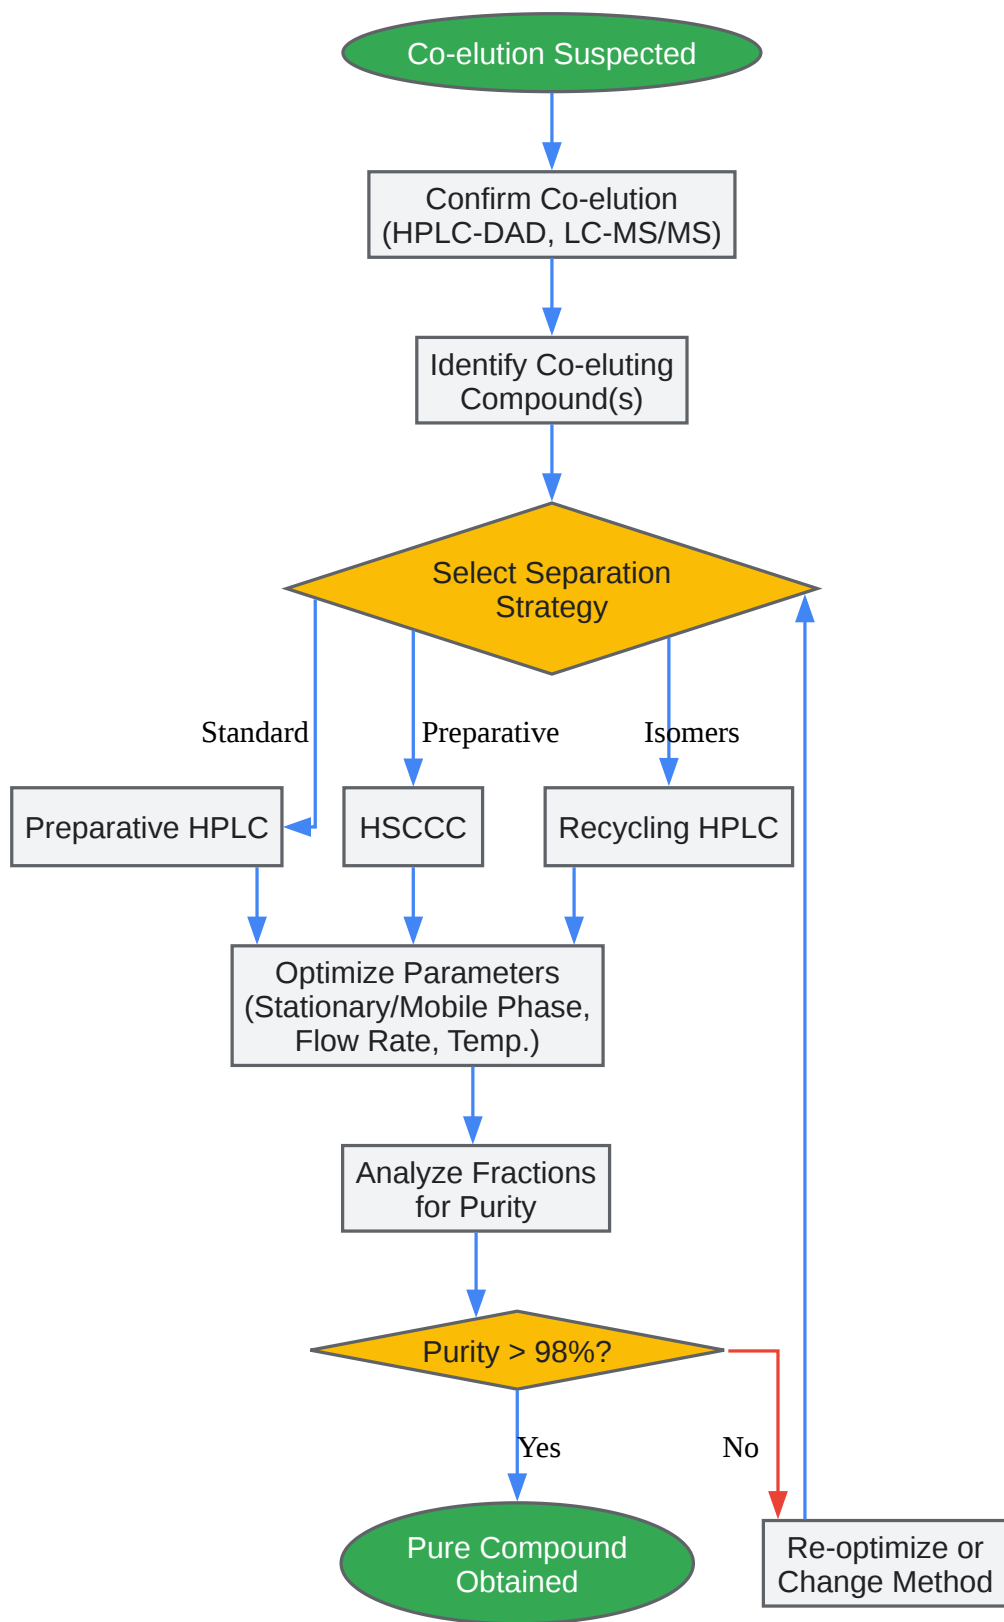 Co-elution Suspected
Confirm Co-elution
(HPLC-DAD, LC-MS/MS)
Identify Co-eluting
Compound(s)
Select Separation
Strategy
Standard
Preparative
Isomers
Preparative HPLC
HSCCC
Recycling HPLC
Optimize Parameters
(Stationary/Mobile Phase,
Flow Rate, Temp.)
Analyze Fractions
for Purity
Purity > 98%?
Yes
No
Pure Compound
Obtained
Re-optimize or
Change Method